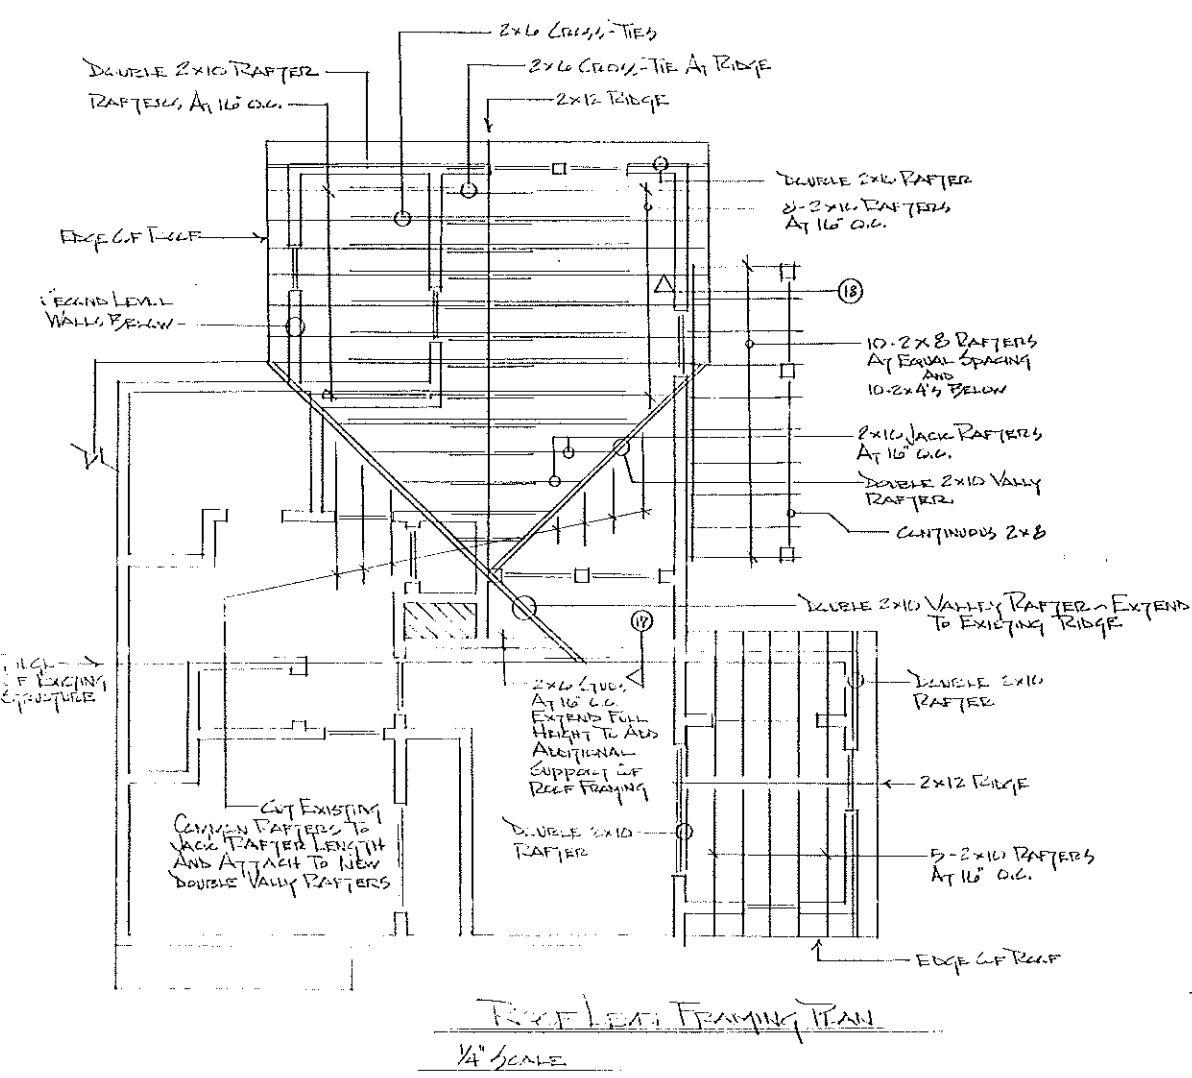 2x6 CROSS-TIES
DOUBLE 2x10 RAFTER
2x6 CROSS-TIE AT RIDGE
RAFTERS AT 16" O.C.
2x12 RIDGE
DOUBLE 2x10 RAFTER
8-2x10 RAFTERS
AT 16" O.C.
EDGE OF ROOF
SECOND LEVEL
WALLS BELOW
18
10-2x8 RAFTERS
AT EQUAL SPACING
AND
10-2x4's BELOW
2x10 JACK RAFTERS
AT 16" O.C.
DOUBLE 2x10 VALLY
RAFTER
CONTINUOUS 2x8
DOUBLE 2x10 VALLEY RAFTER - EXTEND
TO EXISTING RIDGE
OF EXISTING
STRUCTURE
2x6 STUDS
AT 16" O.C.
EXTEND FULL
HEIGHT TO ADD
ADDITIONAL
SUPPORT OF
ROOF FRAMING
DOUBLE 2x10
RAFTER
2x12 RIDGE
CUT EXISTING
COMMON RAFTERS TO
JACK RAFTER LENGTH
AND ATTACH TO NEW
DOUBLE VALLY RAFTERS
DOUBLE 2x10
RAFTER
5-2x10 RAFTERS
AT 16" O.C.
EDGE OF ROOF
ROOF LEVEL FRAMING PLAN
1/4" SCALE